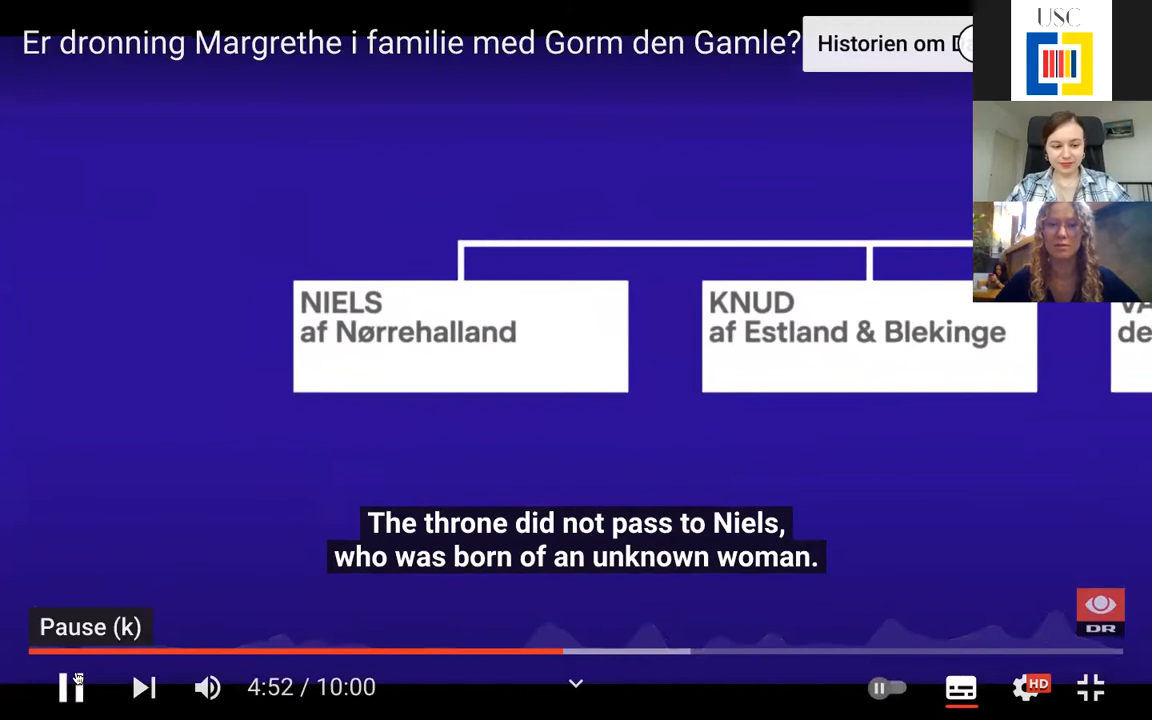 Er dronning Margrethe i familie med Gorm den Gamle?
Historien om D
USC
NIELS
af Nørrehalland
KNUD
af Estland & Blekinge
VA
de
The throne did not pass to Niels,
who was born of an unknown woman.
DR
Pause (k)
4:52 / 10:00
HD